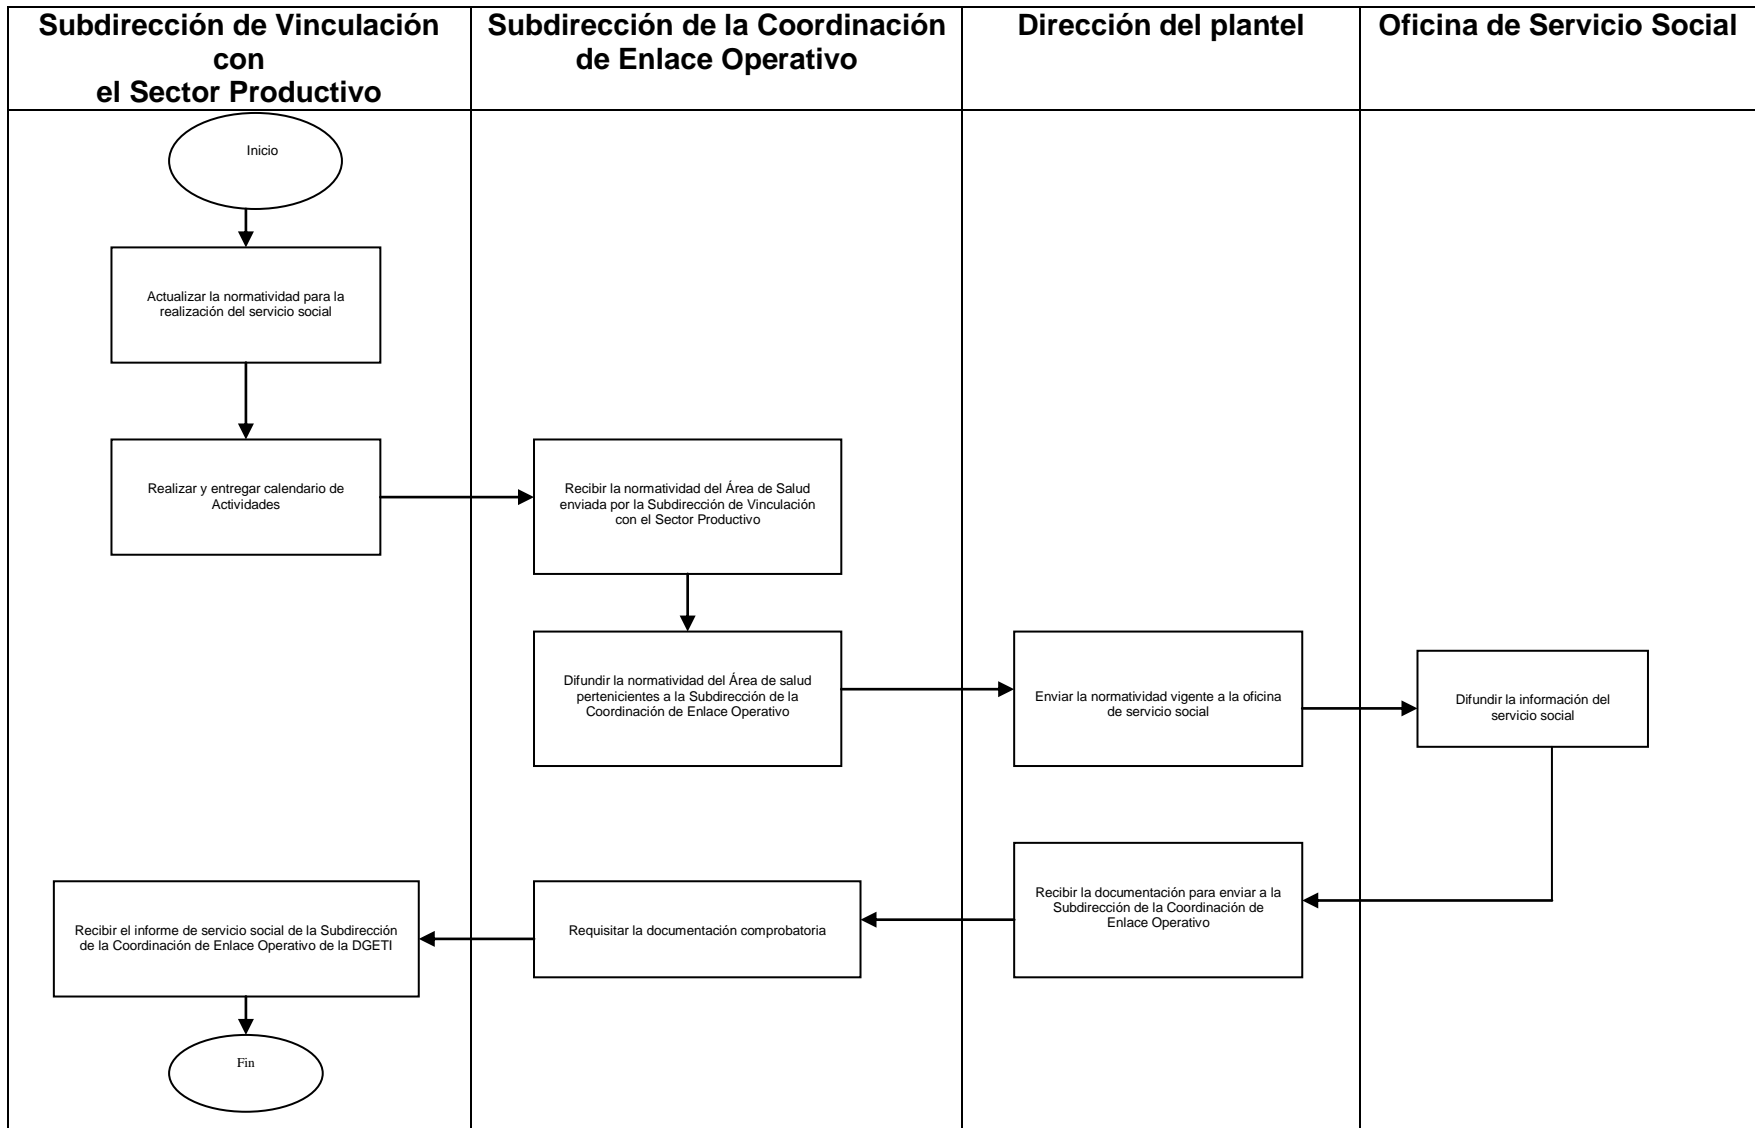 Subdirección de Vinculación
con
el Sector Productivo
Subdirección de la Coordinación
de Enlace Operativo
Dirección del plantel
Oficina de Servicio Social
Inicio
Actualizar la normatividad para la
realización del servicio social
Realizar y entregar calendario de
Actividades
Recibir la normatividad del Área de Salud
enviada por la Subdirección de Vinculación
con el Sector Productivo
Difundir la normatividad del Área de salud
pertenicientes a la Subdirección de la
Coordinación de Enlace Operativo
Enviar la normatividad vigente a la oficina
de servicio social
Difundir la información del
servicio social
Recibir la documentación para enviar a la
Subdirección de la Coordinación de
Enlace Operativo
Requisitar la documentación comprobatoria
Recibir el informe de servicio social de la Subdirección
de la Coordinación de Enlace Operativo de la DGETI
Fin